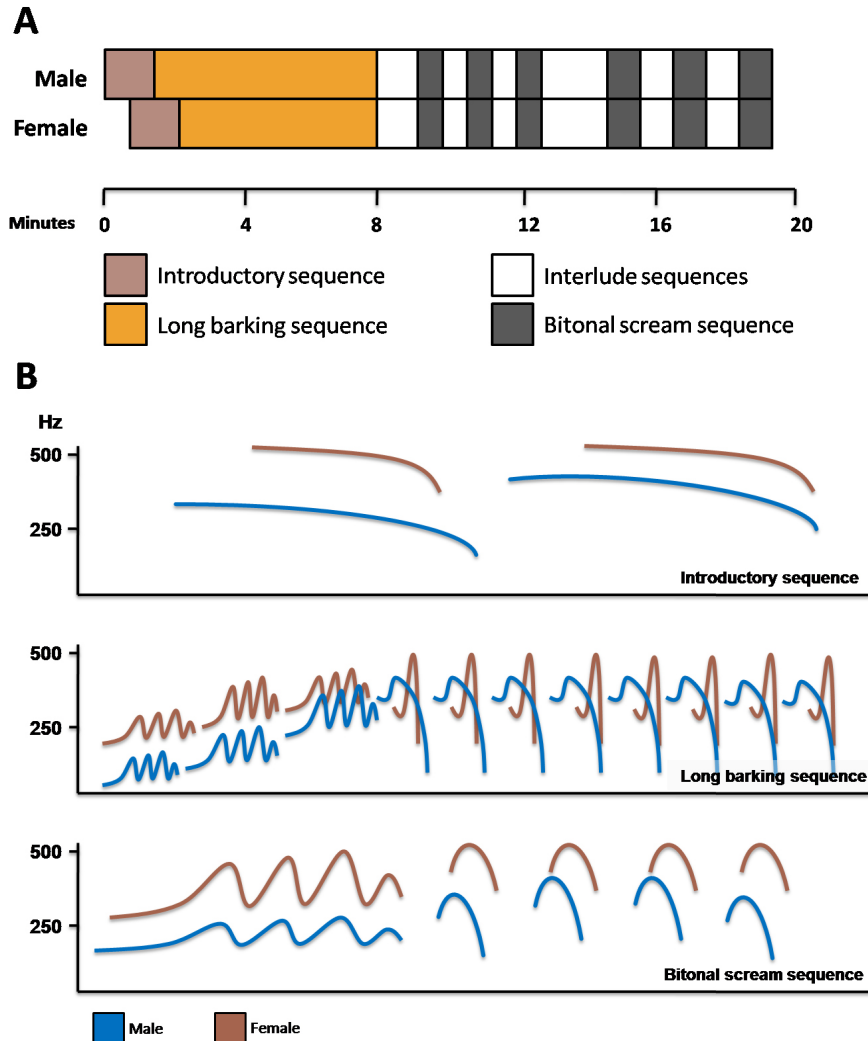 A
Male
Female
Minutes 0 4 8 12 16 20
Introductory sequence Interlude sequences
Long barking sequence Bitonal scream sequence
B
Hz
500
250
Introductory sequence
500
250
Long barking sequence
500
250
Bitonal scream sequence
Male Female